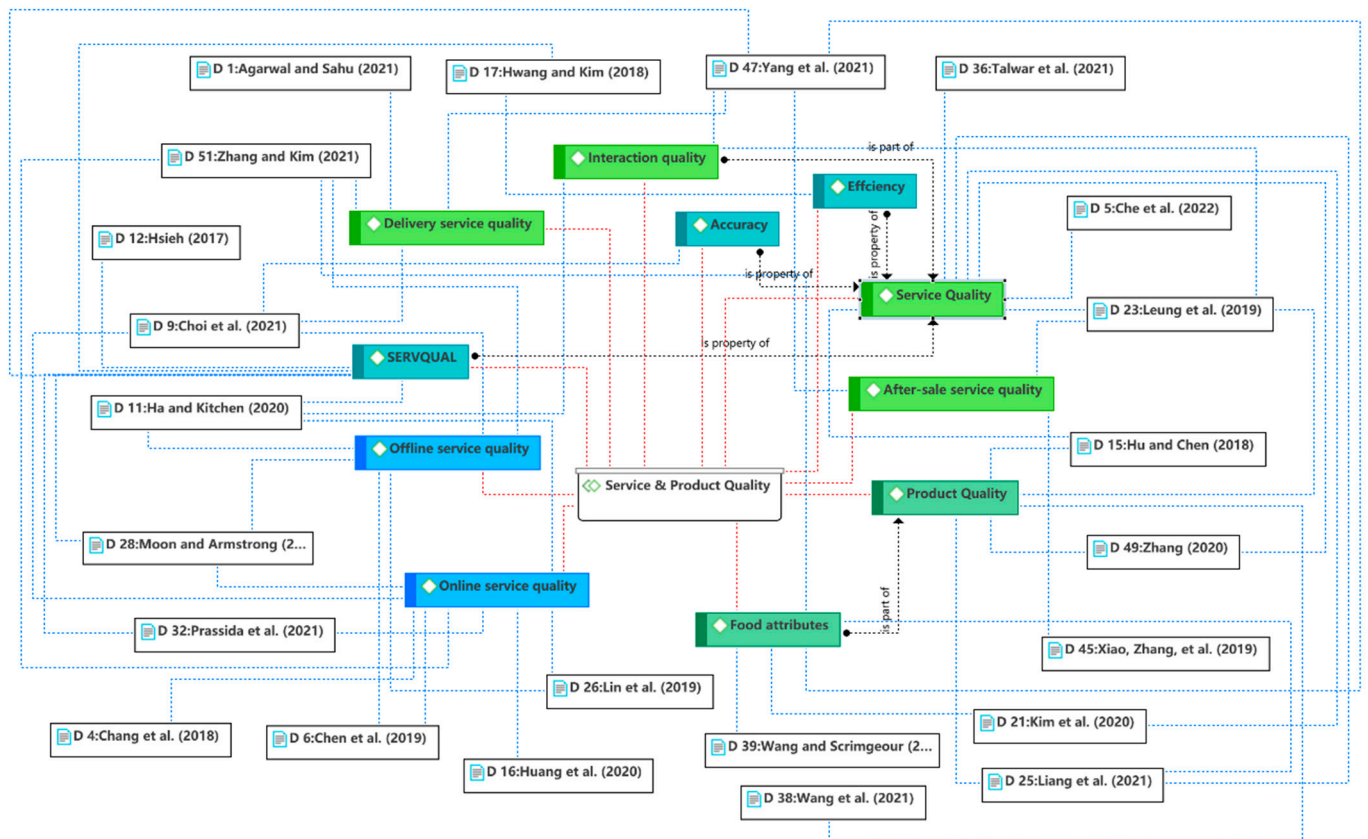 D 1:Agarwal and Sahu (2021)
D 17:Hwang and Kim (2018)
D 47:Yang et al. (2021)
D 36:Talwar et al. (2021)
D 51:Zhang and Kim (2021)
Interaction quality
is part of
Effciency
D 5:Che et al. (2022)
Delivery service quality
Accuracy
is property of
D 12:Hsieh (2017)
is property of
Service Quality
D 9:Choi et al. (2021)
D 23:Leung et al. (2019)
SERVQUAL
is property of
After-sale service quality
D 11:Ha and Kitchen (2020)
Offline service quality
D 15:Hu and Chen (2018)
Service & Product Quality
Product Quality
D 28:Moon and Armstrong (2...
D 49:Zhang (2020)
Online service quality
is part of
D 32:Prassida et al. (2021)
Food attributes
D 45:Xiao, Zhang, et al. (2019)
D 26:Lin et al. (2019)
D 4:Chang et al. (2018)
D 6:Chen et al. (2019)
D 21:Kim et al. (2020)
D 39:Wang and Scrimgeour (2...
D 16:Huang et al. (2020)
D 25:Liang et al. (2021)
D 38:Wang et al. (2021)